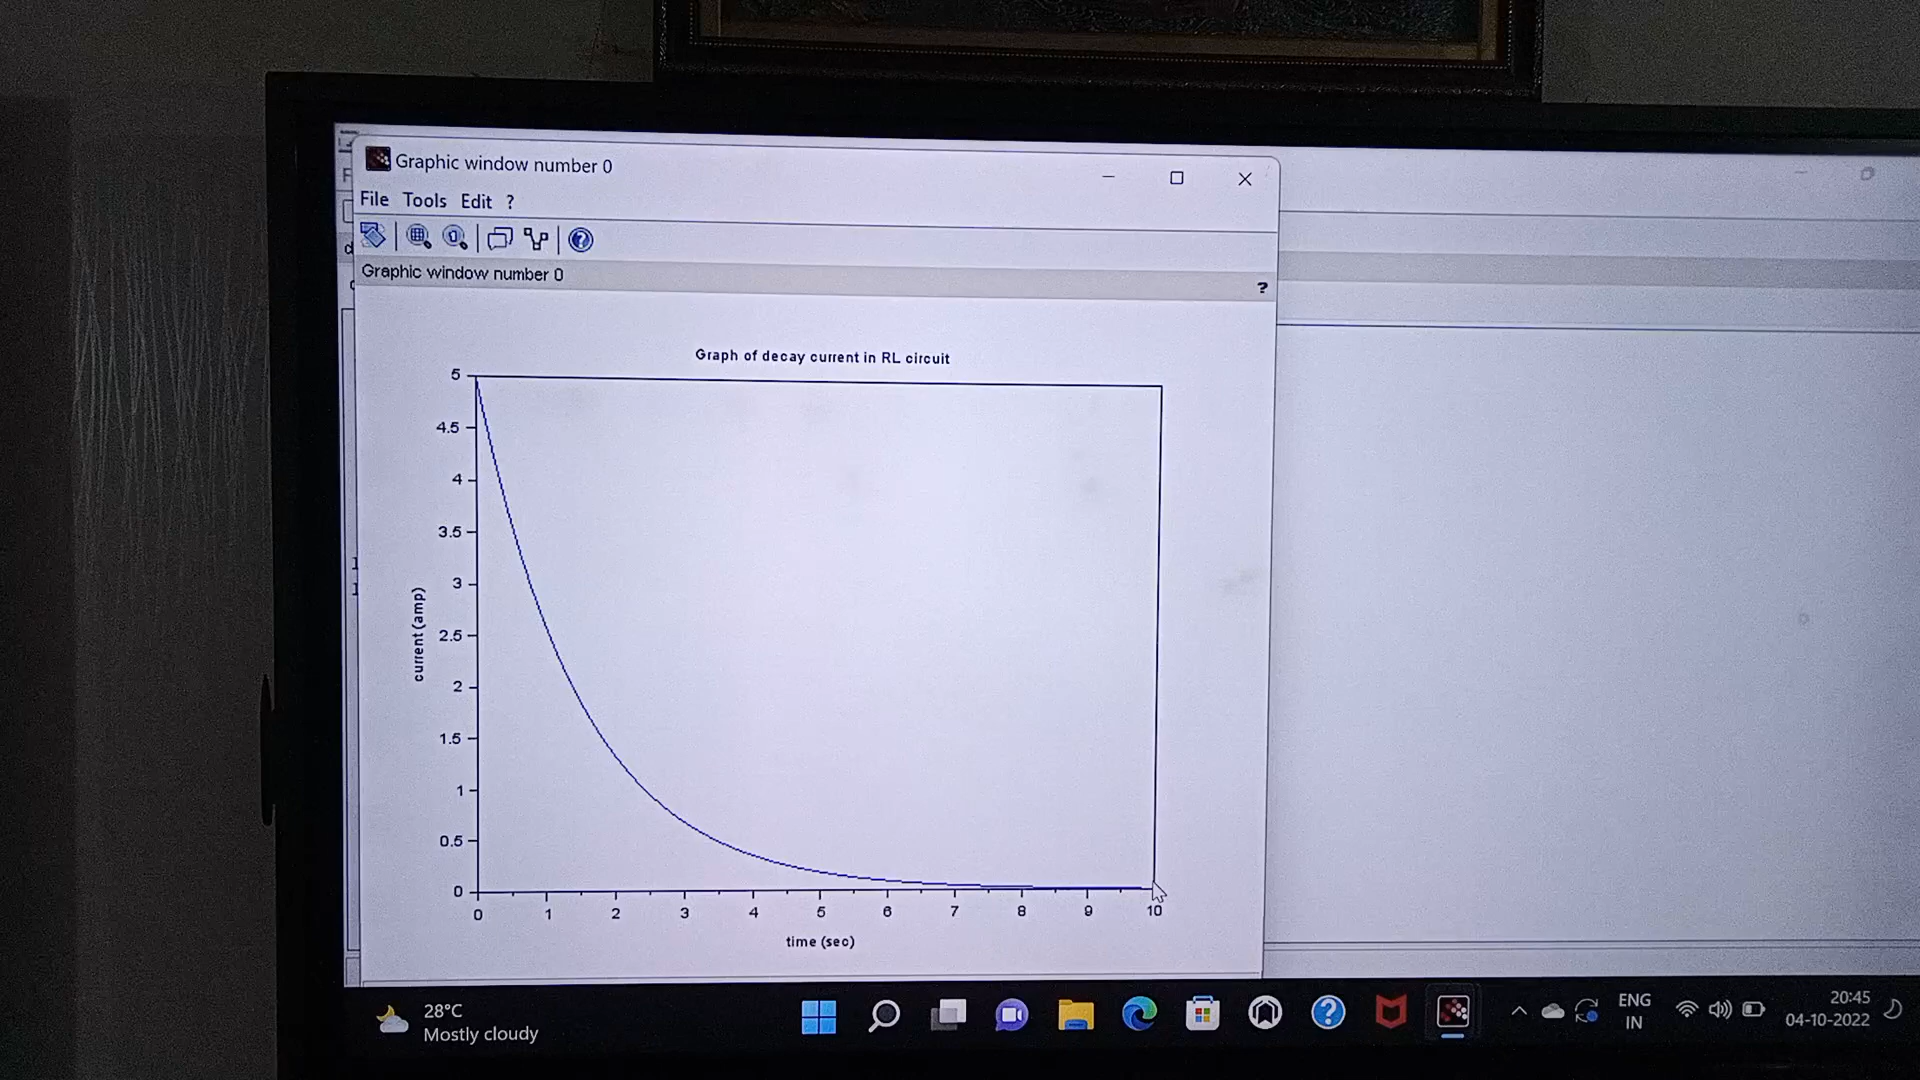 Graphic window number 0
File Tools Edit ?
Graphic window number 0
?
Graph of decay current in RL circuit
5
4.5
4
3.5
3
2.5
2
1.5
1
0.5
0
current (amp)
0 1 2 3 4 5 6 7 8 9 10
time (sec)
28°C
Mostly cloudy
ENG
IN
20:45
04-10-2022